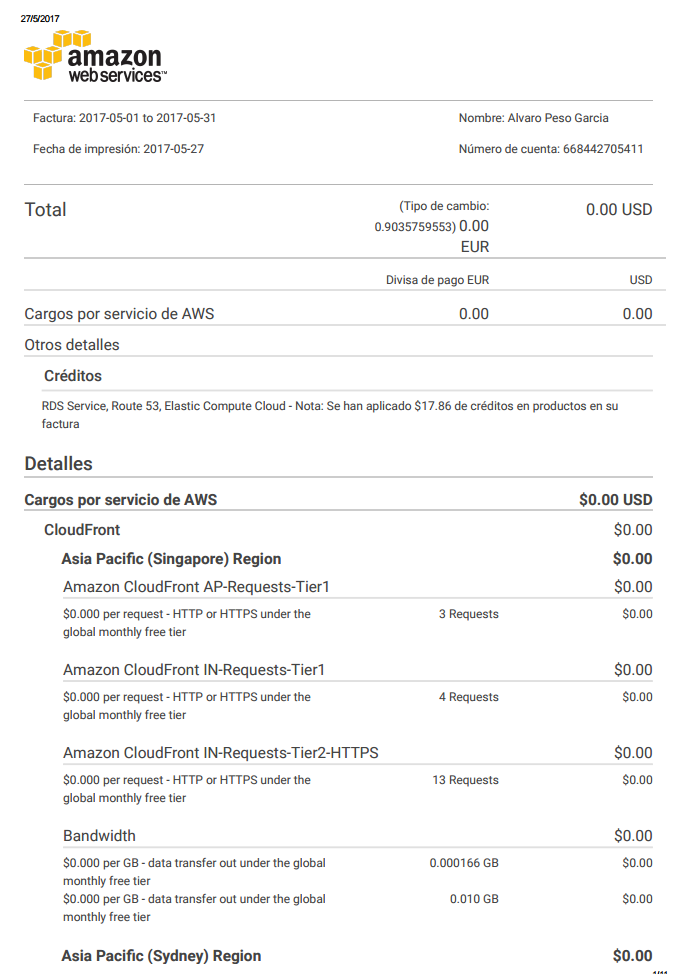 27/5/2017
amazon
web services™
Factura: 2017-05-01 to 2017-05-31
Nombre: Alvaro Peso Garcia
Fecha de impresión: 2017-05-27
Número de cuenta: 668442705411
Total
(Tipo de cambio:
0.9035759553) 0.00
EUR
0.00 USD
Divisa de pago EUR
USD
Cargos por servicio de AWS
0.00
0.00
Otros detalles
Créditos
RDS Service, Route 53, Elastic Compute Cloud - Nota: Se han aplicado $17.86 de créditos en productos en su
factura
Detalles
Cargos por servicio de AWS
$0.00 USD
CloudFront
$0.00
Asia Pacific (Singapore) Region
$0.00
Amazon CloudFront AP-Requests-Tier1
$0.00
$0.000 per request - HTTP or HTTPS under the
global monthly free tier
3 Requests
$0.00
Amazon CloudFront IN-Requests-Tier1
$0.00
$0.000 per request - HTTP or HTTPS under the
global monthly free tier
4 Requests
$0.00
Amazon CloudFront IN-Requests-Tier2-HTTPS
$0.00
$0.000 per request - HTTP or HTTPS under the
global monthly free tier
13 Requests
$0.00
Bandwidth
$0.00
$0.000 per GB - data transfer out under the global
monthly free tier
0.000166 GB
$0.00
$0.000 per GB - data transfer out under the global
monthly free tier
0.010 GB
$0.00
Asia Pacific (Sydney) Region
$0.00